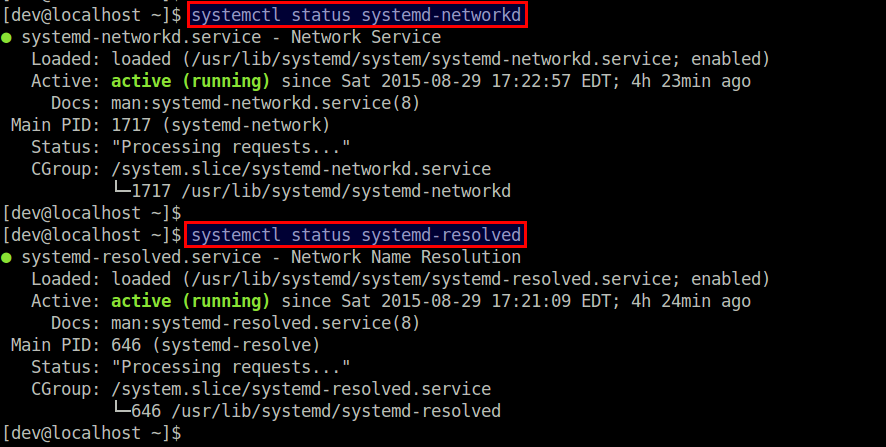 [dev@localhost ~]$ systemctl status systemd-networkd
● systemd-networkd.service - Network Service
   Loaded: loaded (/usr/lib/systemd/system/systemd-networkd.service; enabled)
   Active: active (running) since Sat 2015-08-29 17:22:57 EDT; 4h 23min ago
     Docs: man:systemd-networkd.service(8)
 Main PID: 1717 (systemd-network)
   Status: "Processing requests..."
   CGroup: /system.slice/systemd-networkd.service
           └─1717 /usr/lib/systemd/systemd-networkd
[dev@localhost ~]$
[dev@localhost ~]$ systemctl status systemd-resolved
● systemd-resolved.service - Network Name Resolution
   Loaded: loaded (/usr/lib/systemd/system/systemd-resolved.service; enabled)
   Active: active (running) since Sat 2015-08-29 17:21:09 EDT; 4h 24min ago
     Docs: man:systemd-resolved.service(8)
 Main PID: 646 (systemd-resolve)
   Status: "Processing requests..."
   CGroup: /system.slice/systemd-resolved.service
           └─646 /usr/lib/systemd/systemd-resolved
[dev@localhost ~]$